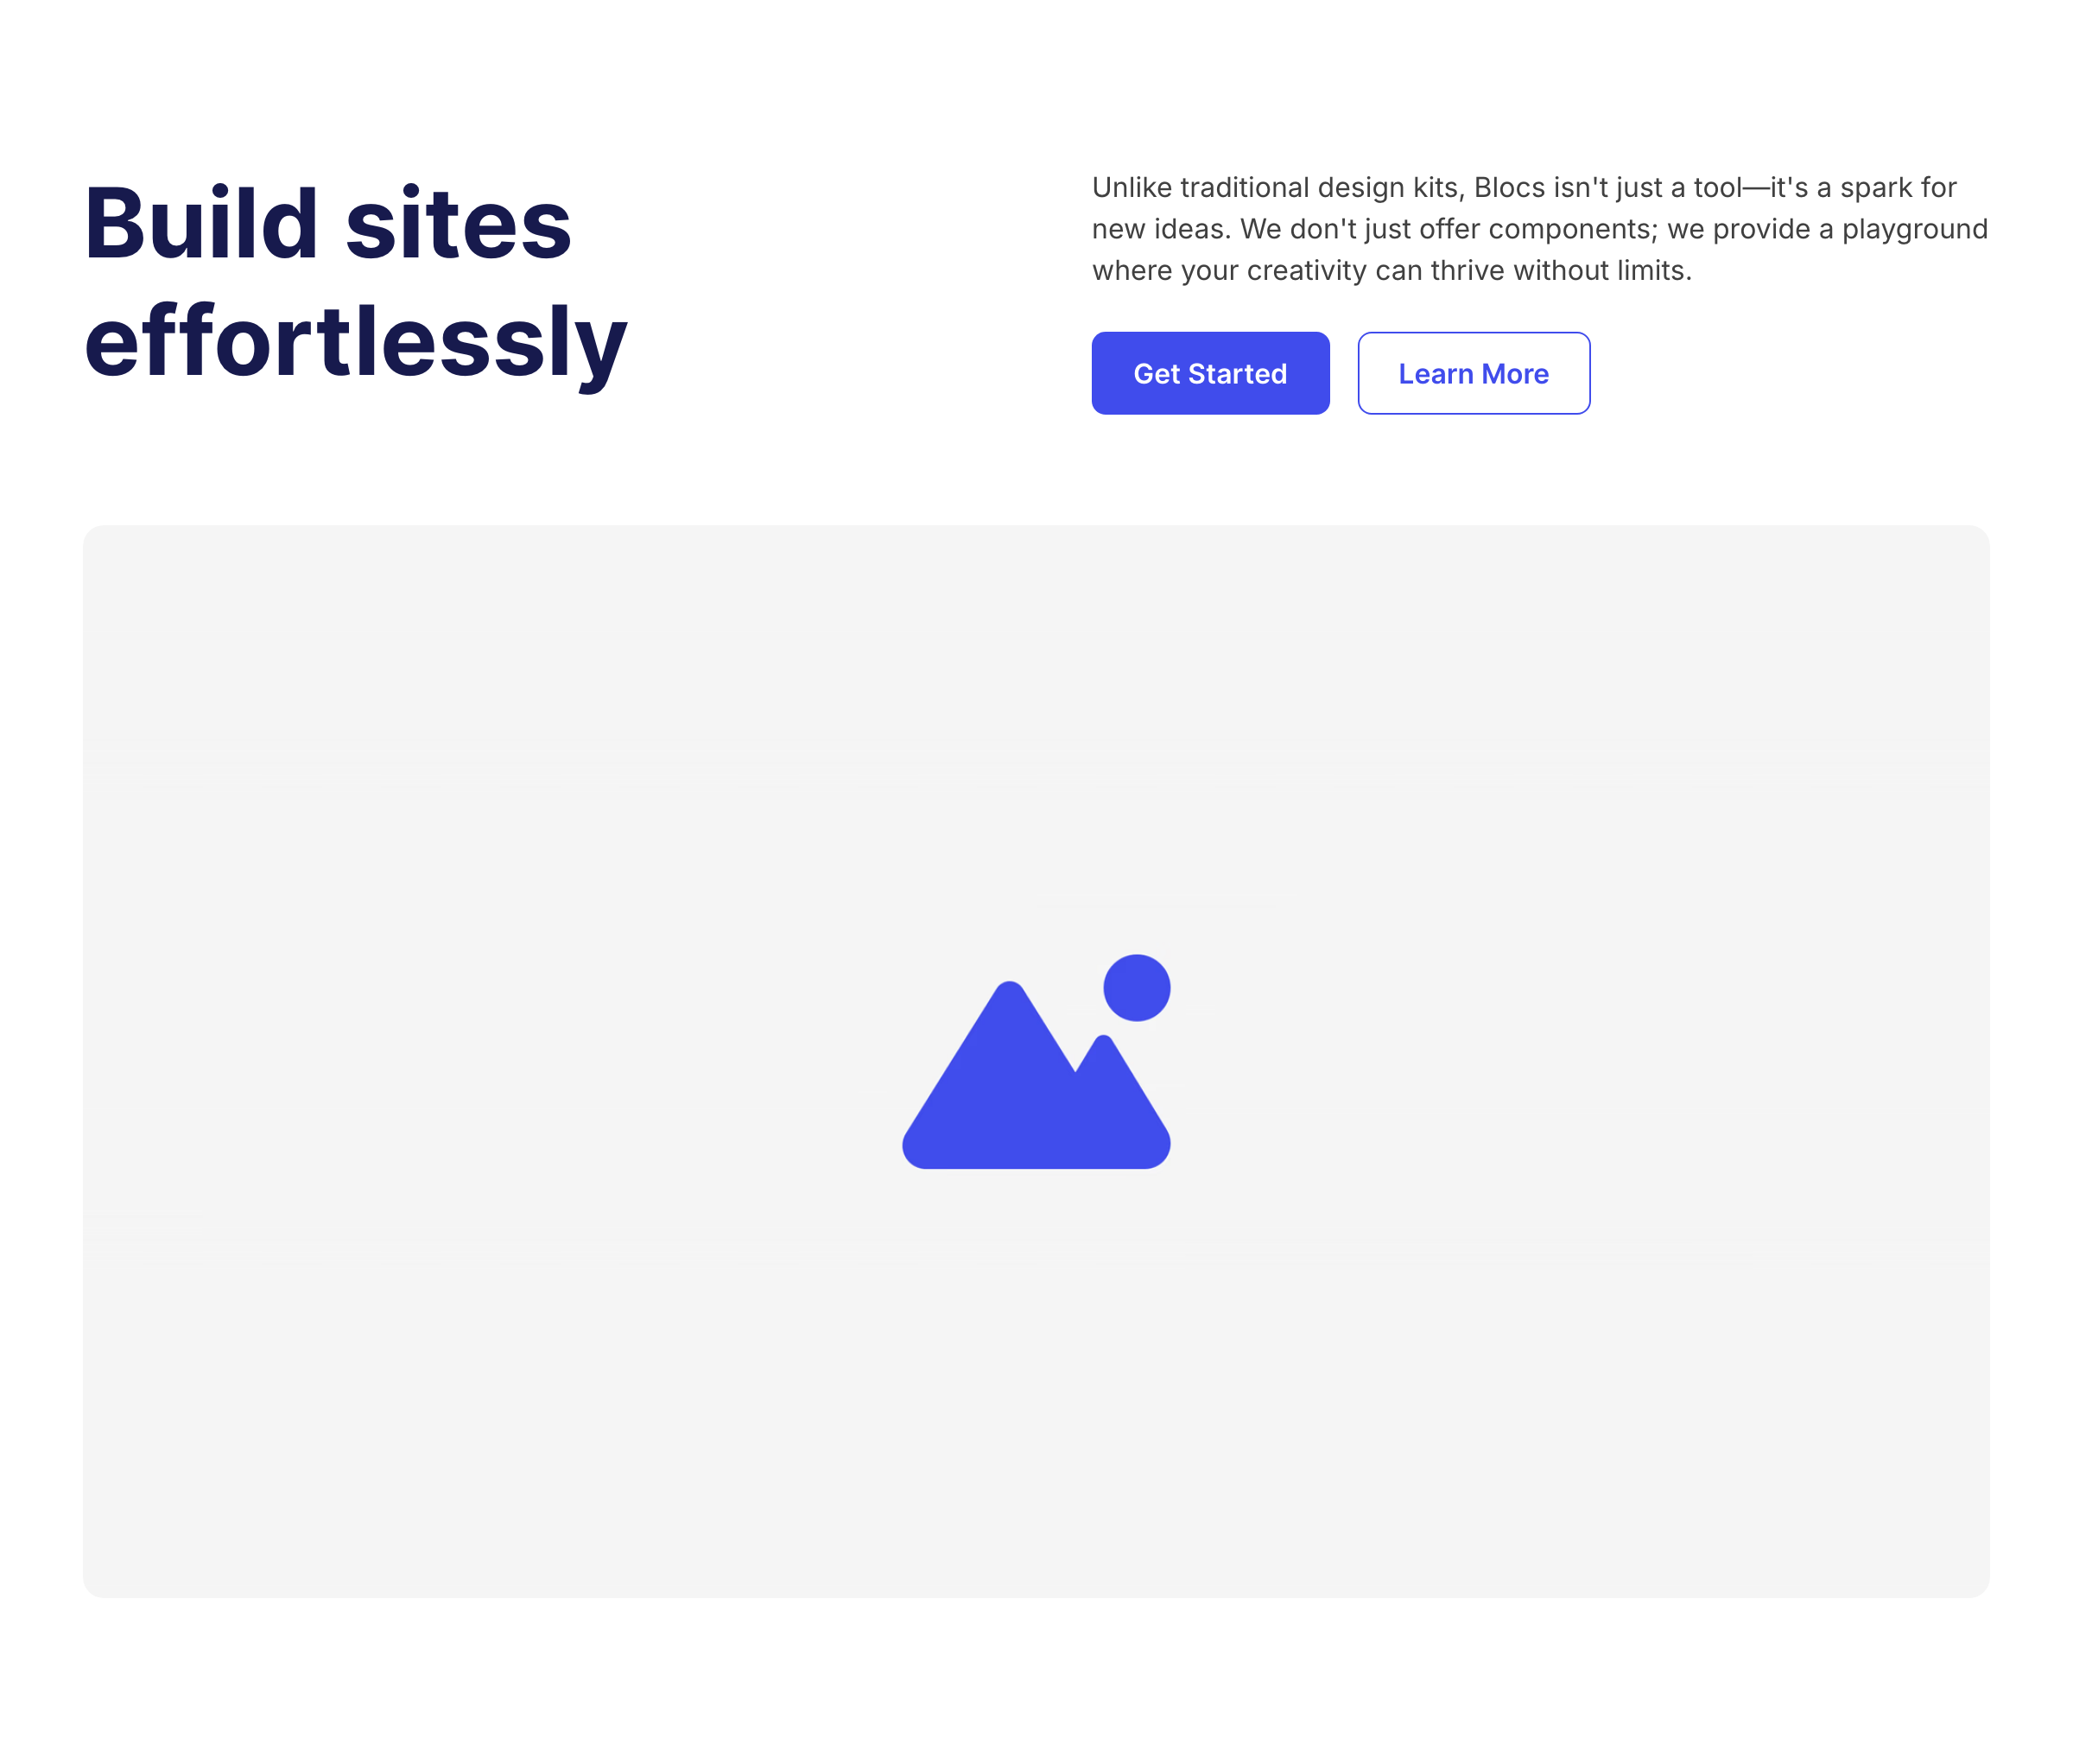 Build sites
effortlessly
Unlike traditional design kits, Blocs isn't just a tool—it's a spark for
new ideas. We don't just offer components; we provide a playground
where your creativity can thrive without limits.
Get Started
Learn More